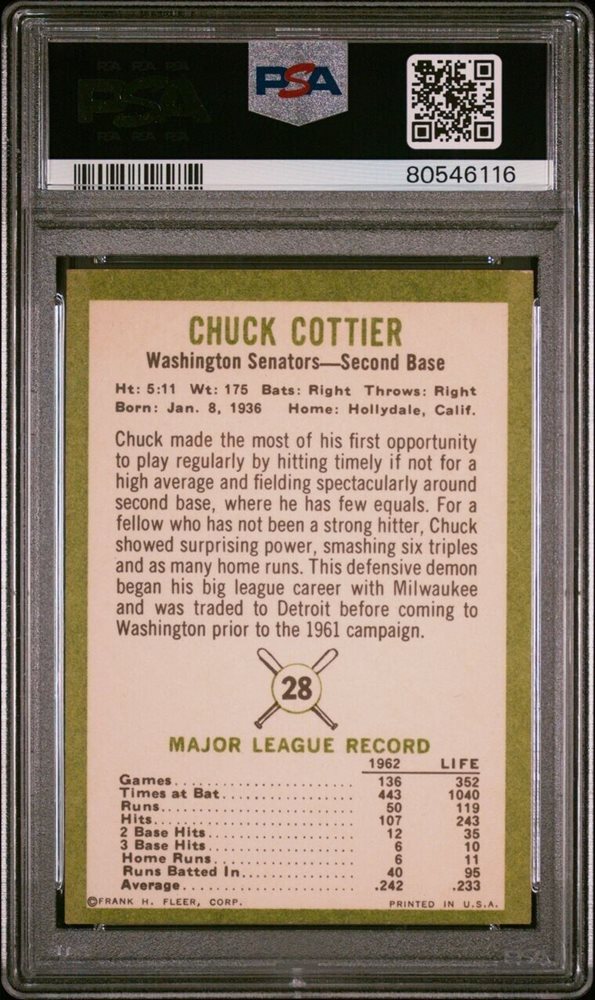 PSA PSA PSA
PSA
PSA
PSA PSA PSA
80546116
CHUCK COTTIER
Washington Senators—Second Base
Ht: 5:11 Wt: 175 Bats: Right Throws: Right
Born: Jan. 8, 1936 Home: Hollydale, Calif.
Chuck made the most of his first opportunity
to play regularly by hitting timely if not for a
high average and fielding spectacularly around
second base, where he has few equals. For a
fellow who has not been a strong hitter, Chuck
showed surprising power, smashing six triples
and as many home runs. This defensive demon
began his big league career with Milwaukee
and was traded to Detroit before coming to
Washington prior to the 1961 campaign.
28
MAJOR LEAGUE RECORD
1962 LIFE
Games 136 352
Times at Bat 443 1040
Runs 50 119
Hits 107 243
2 Base Hits 12 35
3 Base Hits 6 10
Home Runs 6 11
Runs Batted In 40 95
Average .242 .233
©FRANK H. FLEER, CORP. PRINTED IN U.S.A.